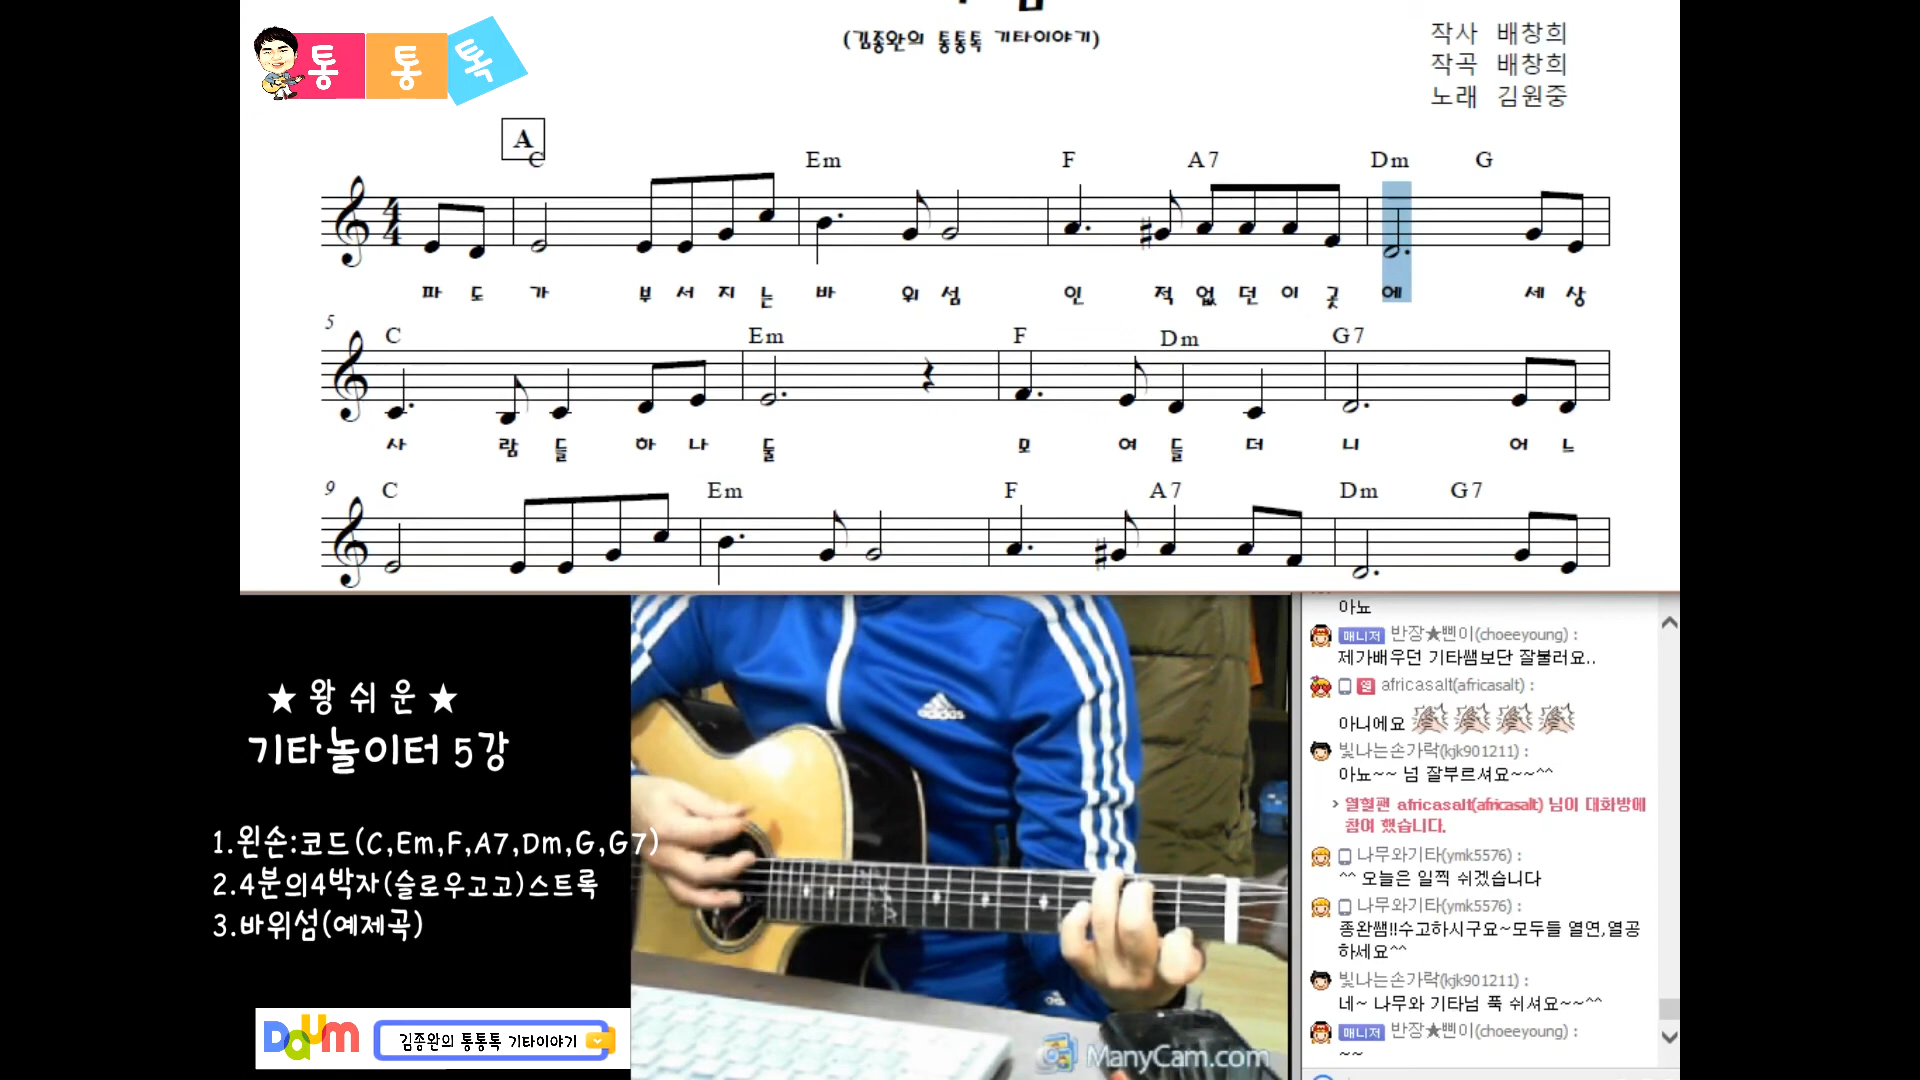 통 통 톡
(김종완의 통통톡 기타이야기)
작사 배창희
작곡 배창희
노래 김원중
A
C Em F A7 Dm G
4
4
파 도 가 부 서 지 는 바 위 섬 인 적 없 던 이 곳 에 세 상
5
C Em F Dm G7
사 람 들 하 나 둘 모 여 들 더 니 어 느
9
C Em F A7 Dm G7
★ 왕 쉬 운 ★
기타놀이터 5강
1.왼손:코드(C,Em,F,A7,Dm,G,G7)
2.4분의4박자(슬로우고고)스트록
3.바위섬(예제곡)
Daum 김종완의 통통톡 기타이야기
adidas
ManyCam.com
아뇨
매니저 반장★삔이(choeeyoung) :
제가배우던 기타쌤보단 잘불러요..
열 africasalt(africasalt) :
아니에요
빛나는손가락(kjk901211) :
아뇨~~ 넘 잘부르셔요~~^^
› 열혈팬 africasalt(africasalt) 님이 대화방에
참여 했습니다.
나무와기타(ymk5576) :
^^ 오늘은 일찍 쉬겠습니다
나무와기타(ymk5576) :
종완쌤!!수고하시구요~모두들 열연,열공
하세요^^
빛나는손가락(kjk901211) :
네~ 나무와 기타님 푹 쉬셔요~~^^
매니저 반장★삔이(choeeyoung) :
~~